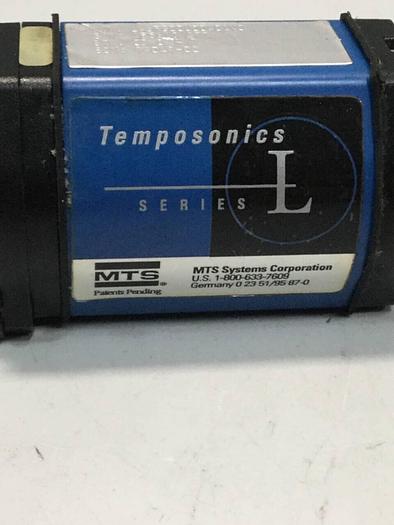 Temposonics
SERIES L
MTS ®
Patents Pending
MTS Systems Corporation
U.S. 1-800-633-7609
Germany 0 23 51/95 87-0